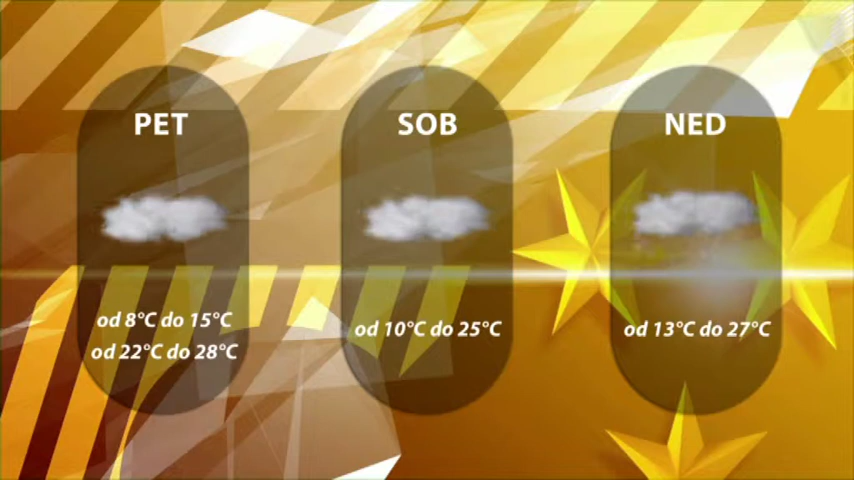 PET
od 8°C do 15°C
od 22°C do 28°C
SOB
od 10°C do 25°C
NED
od 13°C do 27°C